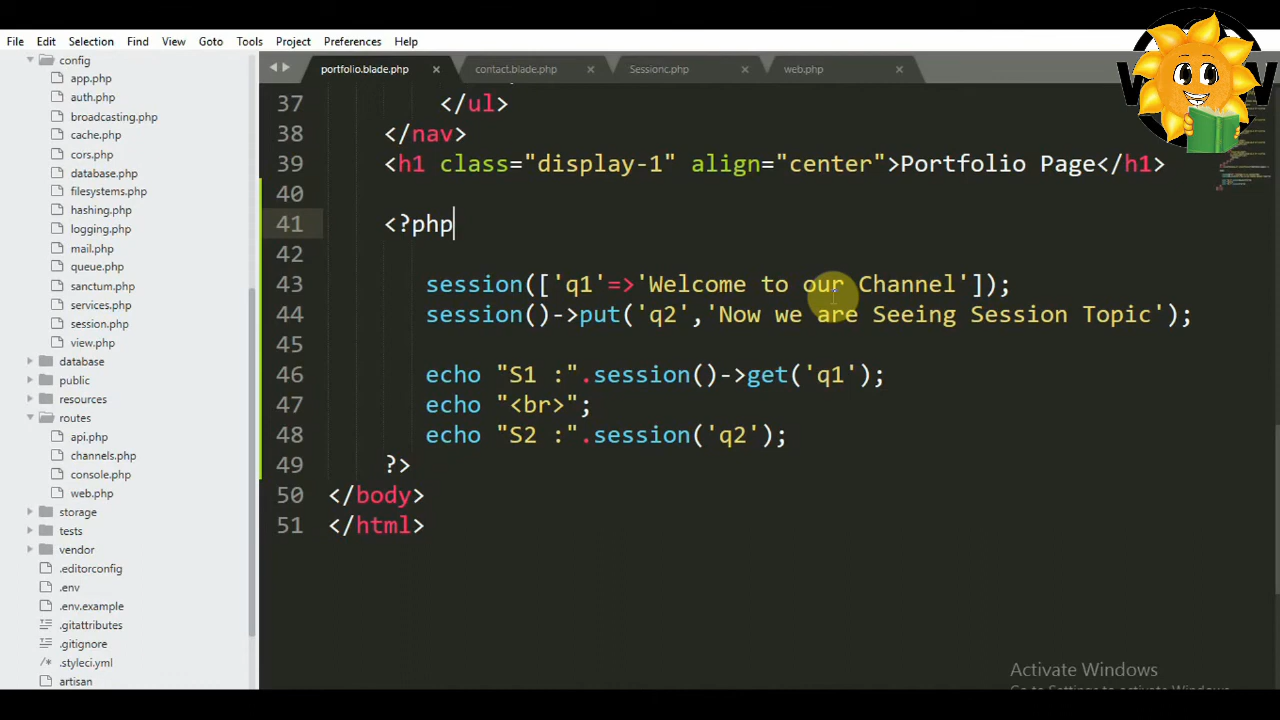 File Edit Selection Find View Goto Tools Project Preferences Help
config
app.php
auth.php
broadcasting.php
cache.php
cors.php
database.php
filesystems.php
hashing.php
logging.php
mail.php
queue.php
sanctum.php
services.php
session.php
view.php
database
public
resources
routes
api.php
channels.php
console.php
web.php
storage
tests
vendor
.editorconfig
.env
.env.example
.gitattributes
.gitignore
.styleci.yml
artisan
portfolio.blade.php contact.blade.php Sessionc.php web.php
37 </ul>
38 </nav>
39 <h1 class="display-1" align="center">Portfolio Page</h1>
40
41 <?php
42
43 session(['q1'=>'Welcome to our Channel']);
44 session()->put('q2','Now we are Seeing Session Topic');
45
46 echo "S1 :".session()->get('q1');
47 echo "<br>";
48 echo "S2 :".session('q2');
49 ?>
50 </body>
51 </html>
Activate Windows
Go to Settings to activate Windows.